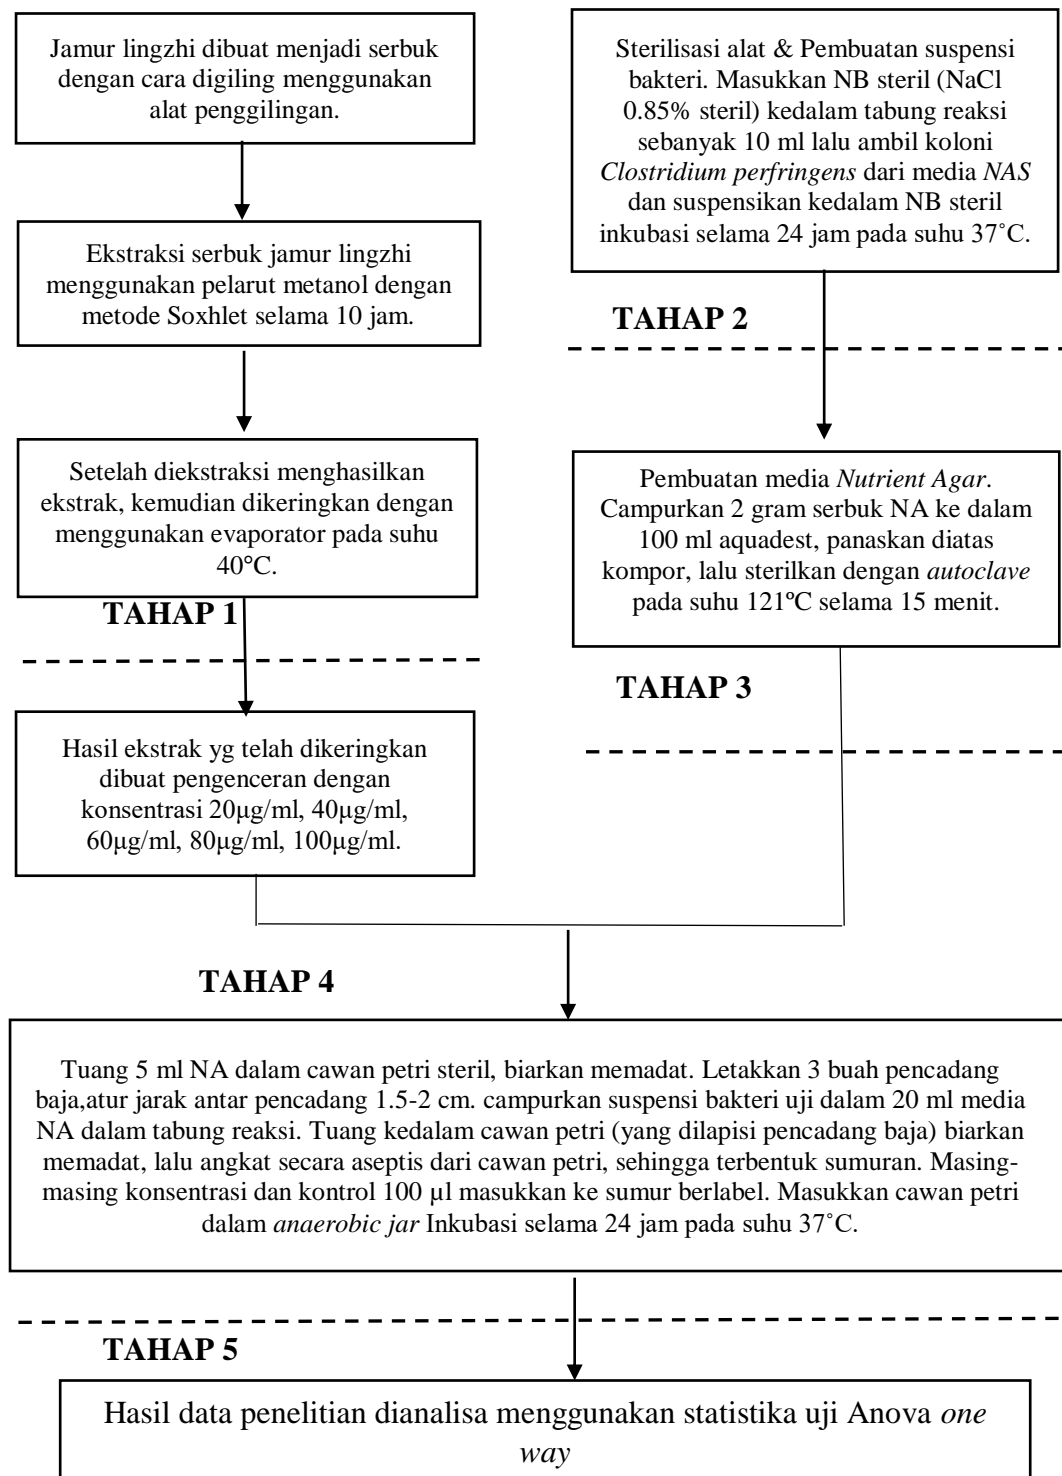 Jamur lingzhi dibuat menjadi serbuk
dengan cara digiling menggunakan
alat penggilingan.
Ekstraksi serbuk jamur lingzhi
menggunakan pelarut metanol dengan
metode Soxhlet selama 10 jam.
Setelah diekstraksi menghasilkan
ekstrak, kemudian dikeringkan dengan
menggunakan evaporator pada suhu
40°C.
TAHAP 1
Hasil ekstrak yg telah dikeringkan
dibuat pengenceran dengan
konsentrasi 20µg/ml, 40µg/ml,
60µg/ml, 80µg/ml, 100µg/ml.
Sterilisasi alat & Pembuatan suspensi
bakteri. Masukkan NB steril (NaCl
0.85% steril) kedalam tabung reaksi
sebanyak 10 ml lalu ambil koloni
Clostridium perfringens dari media NAS
dan suspensikan kedalam NB steril
inkubasi selama 24 jam pada suhu 37˚C.
TAHAP 2
Pembuatan media Nutrient Agar.
Campurkan 2 gram serbuk NA ke dalam
100 ml aquadest, panaskan diatas
kompor, lalu sterilkan dengan autoclave
pada suhu 121ºC selama 15 menit.
TAHAP 3
TAHAP 4
Tuang 5 ml NA dalam cawan petri steril, biarkan memadat. Letakkan 3 buah pencadang
baja,atur jarak antar pencadang 1.5-2 cm. campurkan suspensi bakteri uji dalam 20 ml media
NA dalam tabung reaksi. Tuang kedalam cawan petri (yang dilapisi pencadang baja) biarkan
memadat, lalu angkat secara aseptis dari cawan petri, sehingga terbentuk sumuran. Masing-
masing konsentrasi dan kontrol 100 µl masukkan ke sumur berlabel. Masukkan cawan petri
dalam anaerobic jar Inkubasi selama 24 jam pada suhu 37˚C.
TAHAP 5
Hasil data penelitian dianalisa menggunakan statistika uji Anova one
way